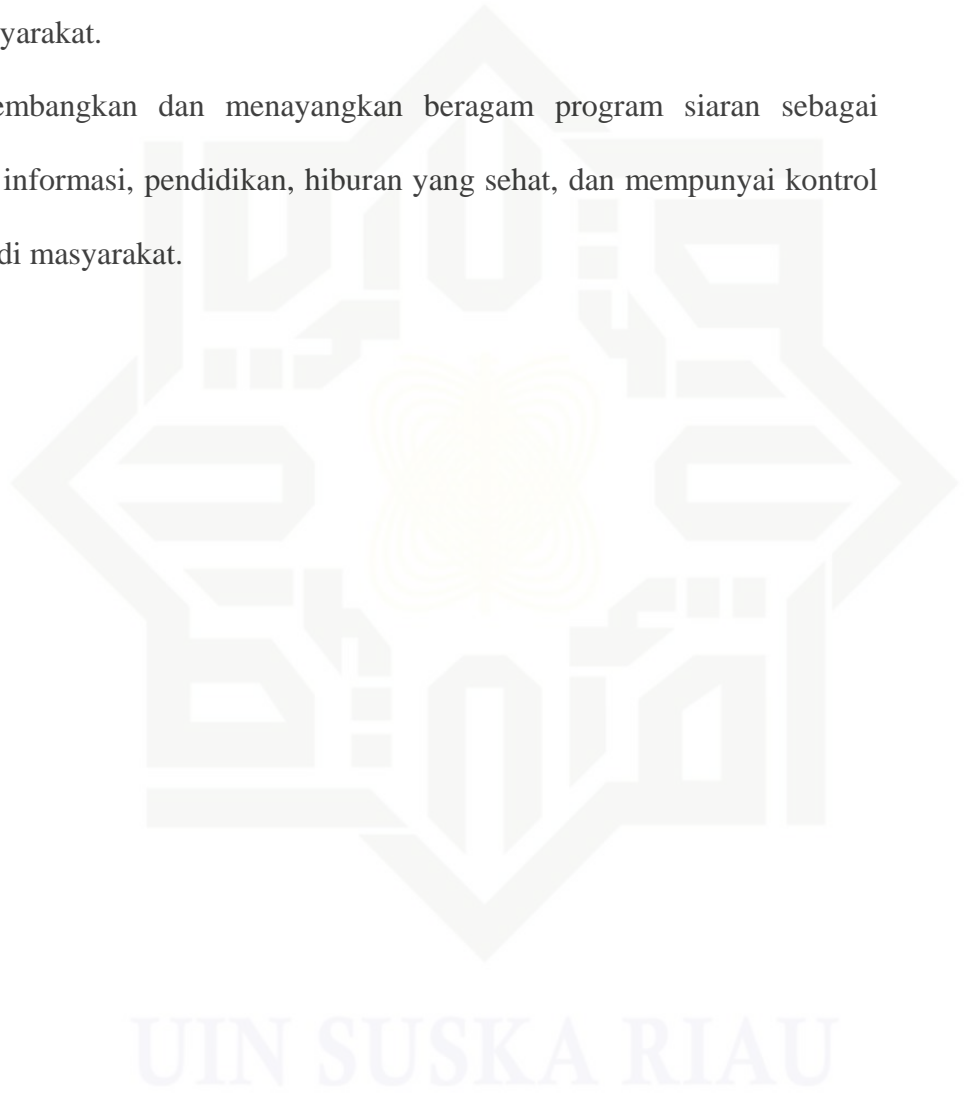 yarakat.
embangkan dan menayangkan beragam program siaran sebagai
informasi, pendidikan, hiburan yang sehat, dan mempunyai kontrol
di masyarakat.
UIN SUSKA RIAU